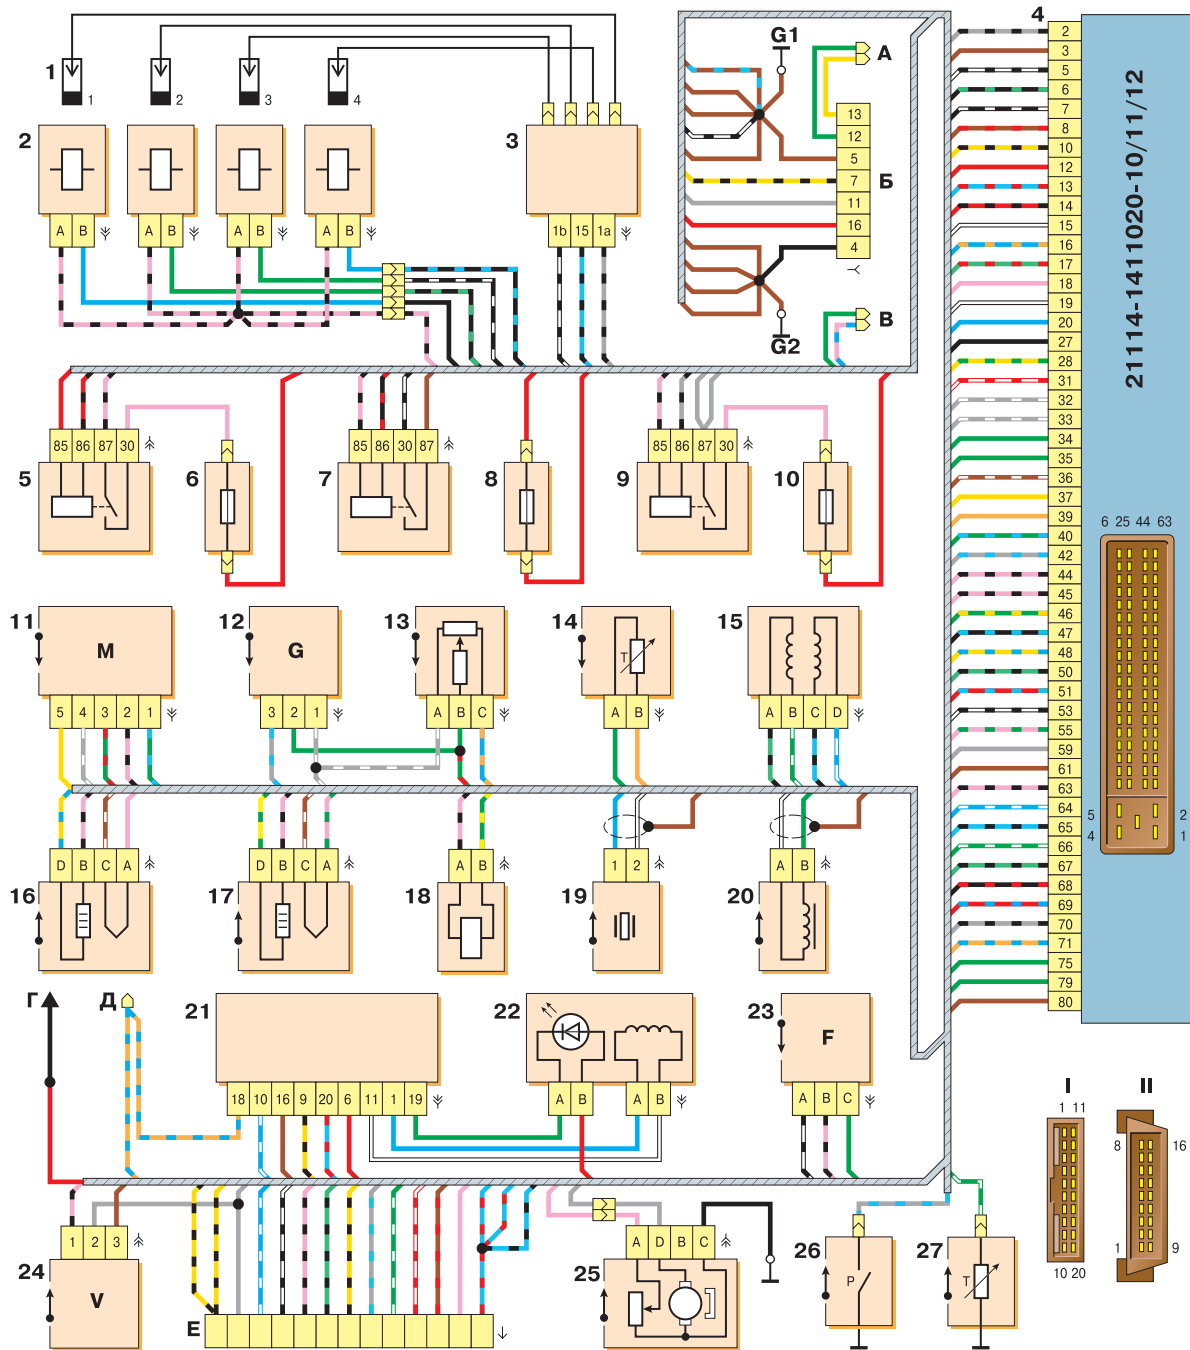 1
1
2
3
4
2
A B
A B
A B
A B
3
1b 15 1a
G1
A
13
12
5
7
Б
11
16
4
G2
В
4
21114-1411020-10/11/12
2
3
5
6
7
8
10
12
13
14
15
16
17
18
19
20
27
28
31
32
33
34
35
36
37
39
40
42
44
45
46
47
48
50
51
53
55
59
61
63
64
65
66
67
68
69
70
71
75
79
80
6 25 44 63
5
2
4
1
5
85 86 87 30
6
7
85 86 30 87
8
9
85 86 87 30
10
11
M
5 4 3 2 1
12
G
3 2 1
13
A B C
14
T
A B
15
A B C D
16
D B C A
17
D B C A
18
A B
19
1 2
20
A B
Г
Д
21
18 10 16 9 20 6 11 1 19
22
A B
A B
23
F
A B C
I
1 11
10 20
II
8 16
1 9
24
1 2 3
V
Е
25
A D B C
26
P
27
T